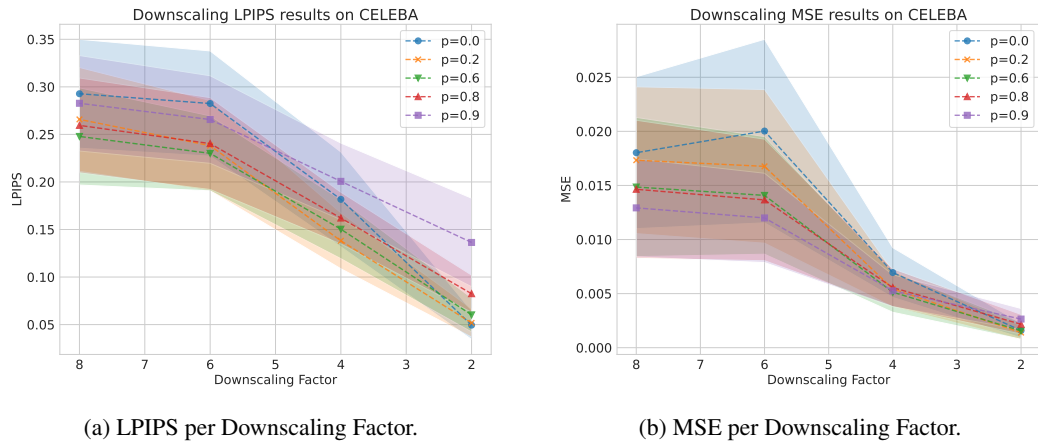 Downscaling LPIPS results on CELEBA
0.35
0.30
0.25
0.20
0.15
0.10
0.05
LPIPS
8 7 6 5 4 3 2
Downscaling Factor
p=0.0
p=0.2
p=0.6
p=0.8
p=0.9
(a) LPIPS per Downscaling Factor.
Downscaling MSE results on CELEBA
0.025
0.020
0.015
0.010
0.005
0.000
MSE
8 7 6 5 4 3 2
Downscaling Factor
p=0.0
p=0.2
p=0.6
p=0.8
p=0.9
(b) MSE per Downscaling Factor.